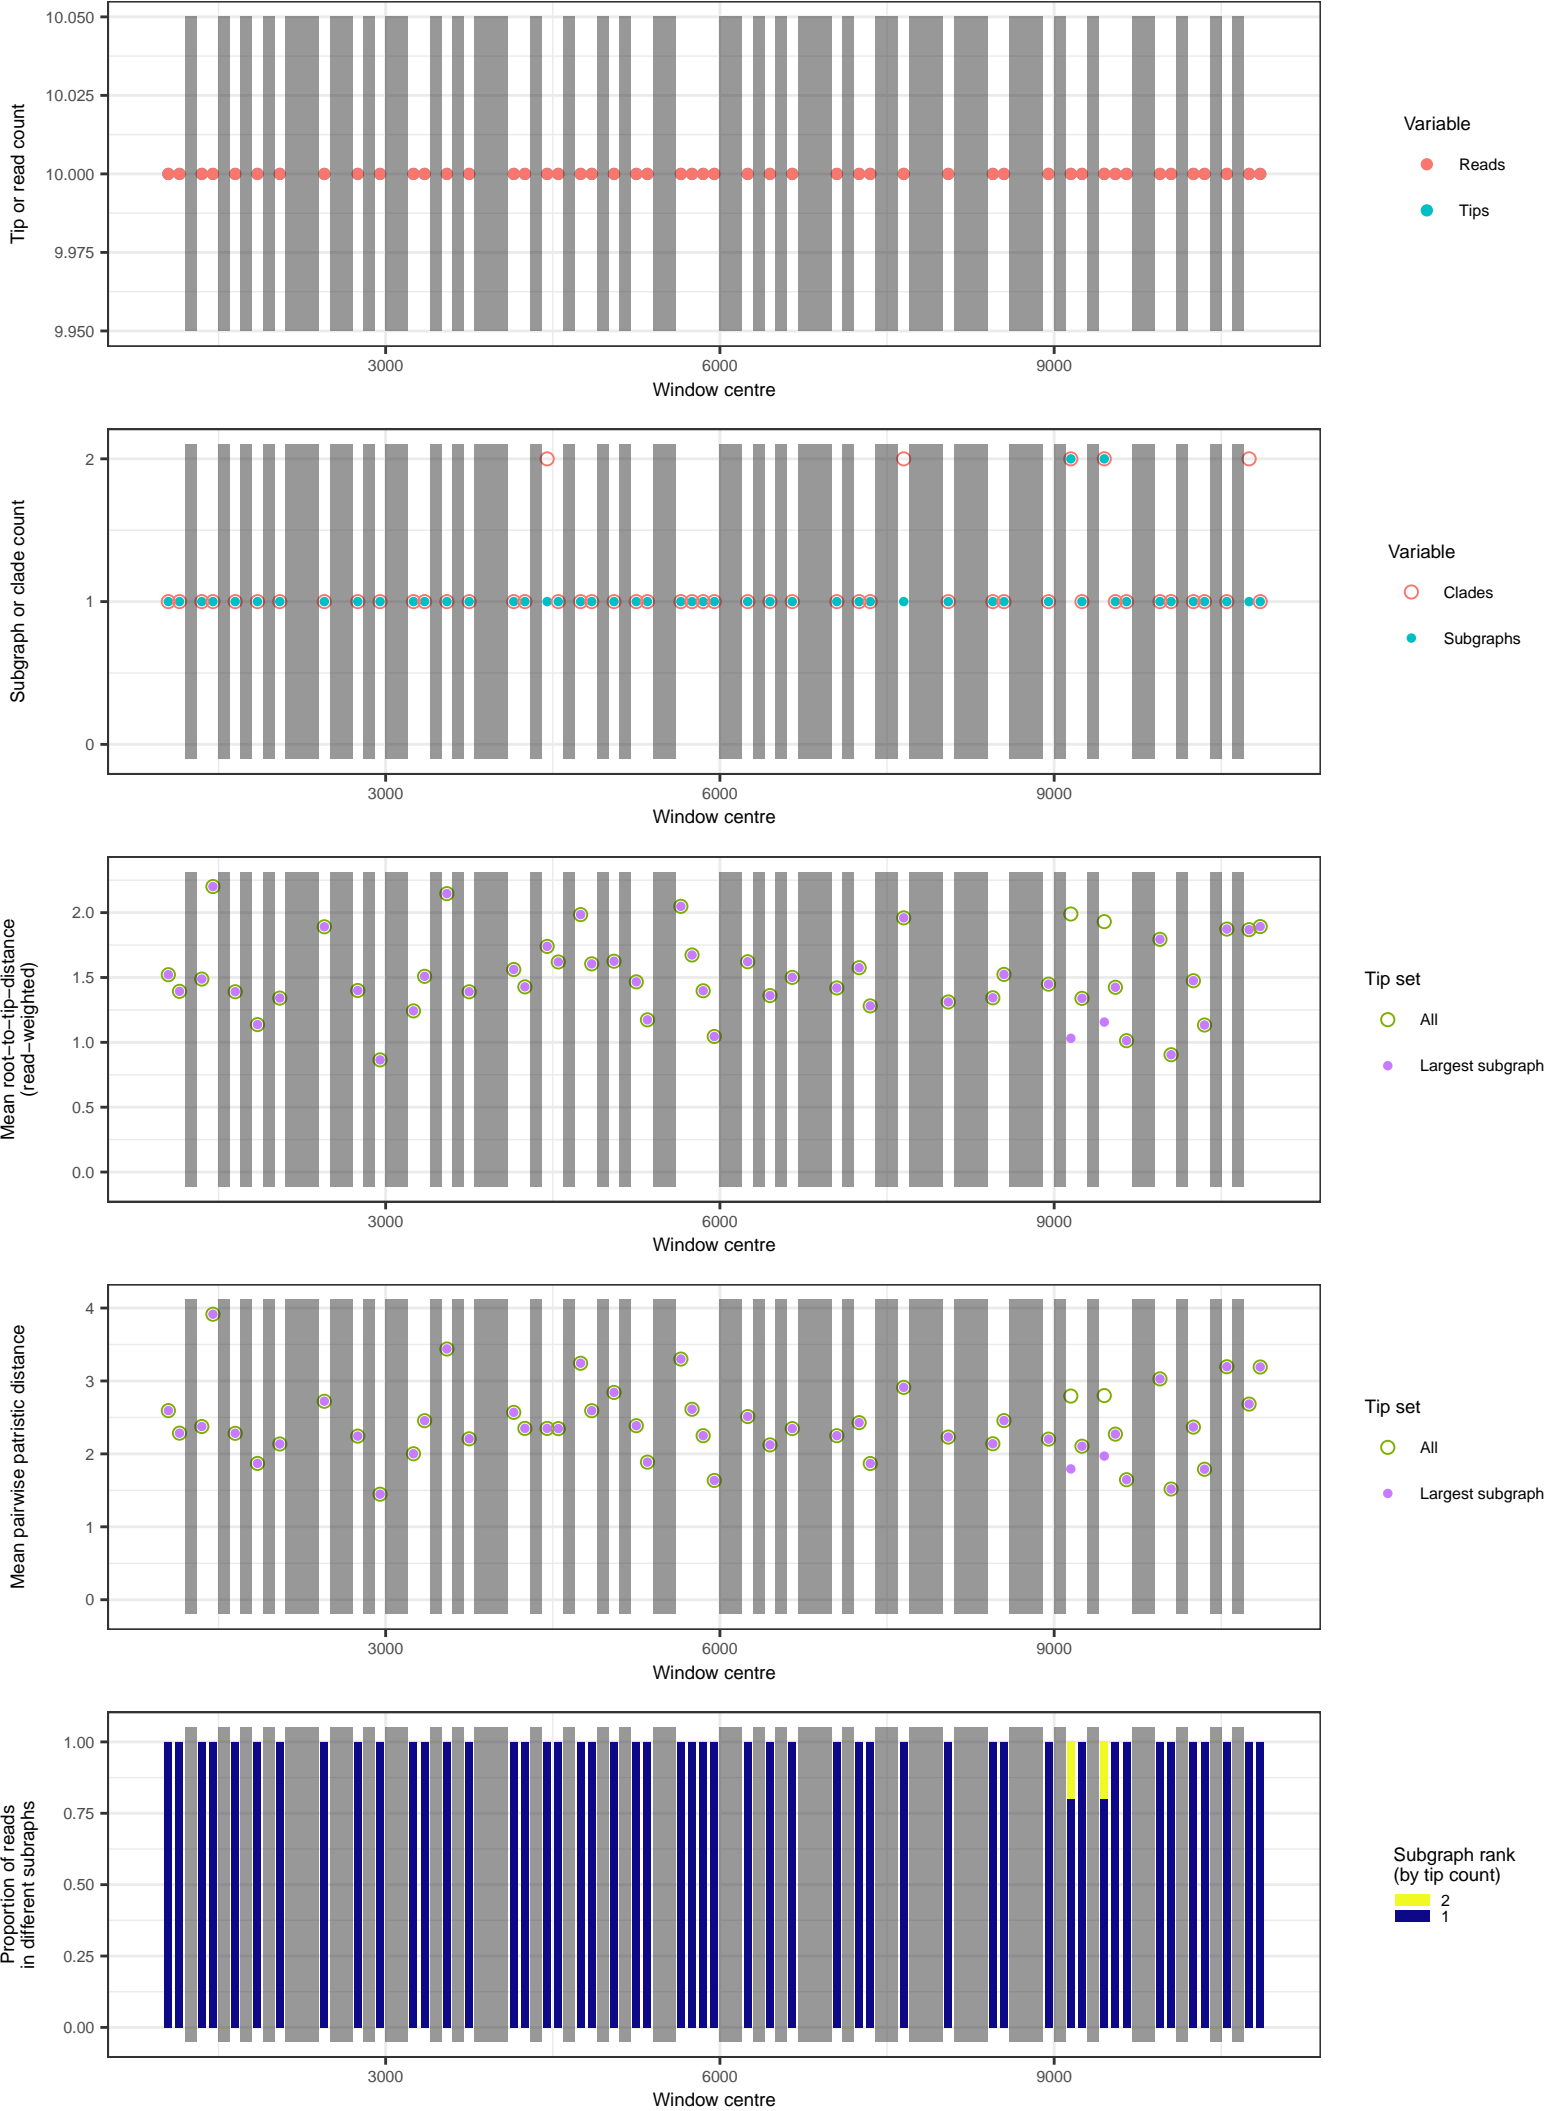 10.050
10.025
10.000
9.975
9.950
Tip or read count
3000 6000 9000
Window centre
Variable
Reads
Tips
2
1
0
Subgraph or clade count
3000 6000 9000
Window centre
Variable
Clades
Subgraphs
2.0
1.5
1.0
0.5
0.0
Mean root−to−tip−distance
(read−weighted)
3000 6000 9000
Window centre
Tip set
All
Largest subgraph
4
3
2
1
0
Mean pairwise patristic distance
3000 6000 9000
Window centre
Tip set
All
Largest subgraph
1.00
0.75
0.50
0.25
0.00
Proportion of reads
in different subraphs
3000 6000 9000
Window centre
Subgraph rank
(by tip count)
2
1